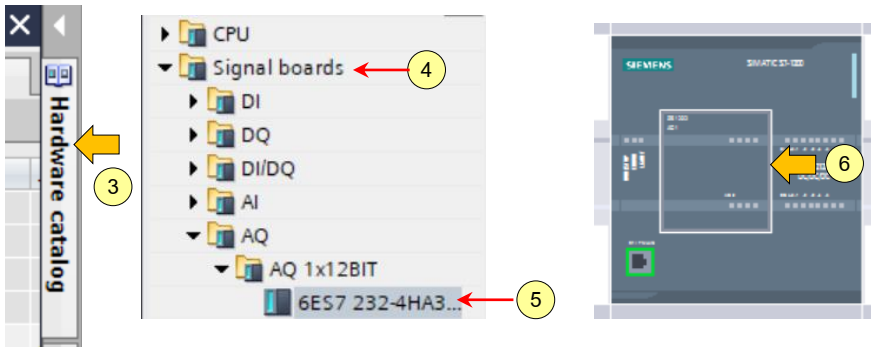 Hardware catalog
3
CPU
Signal boards
4
DI
DQ
DI/DQ
AI
AQ
AQ 1x12BIT
6ES7 232-4HA3...
5
SIEMENS
SIMATIC S7-1200
6